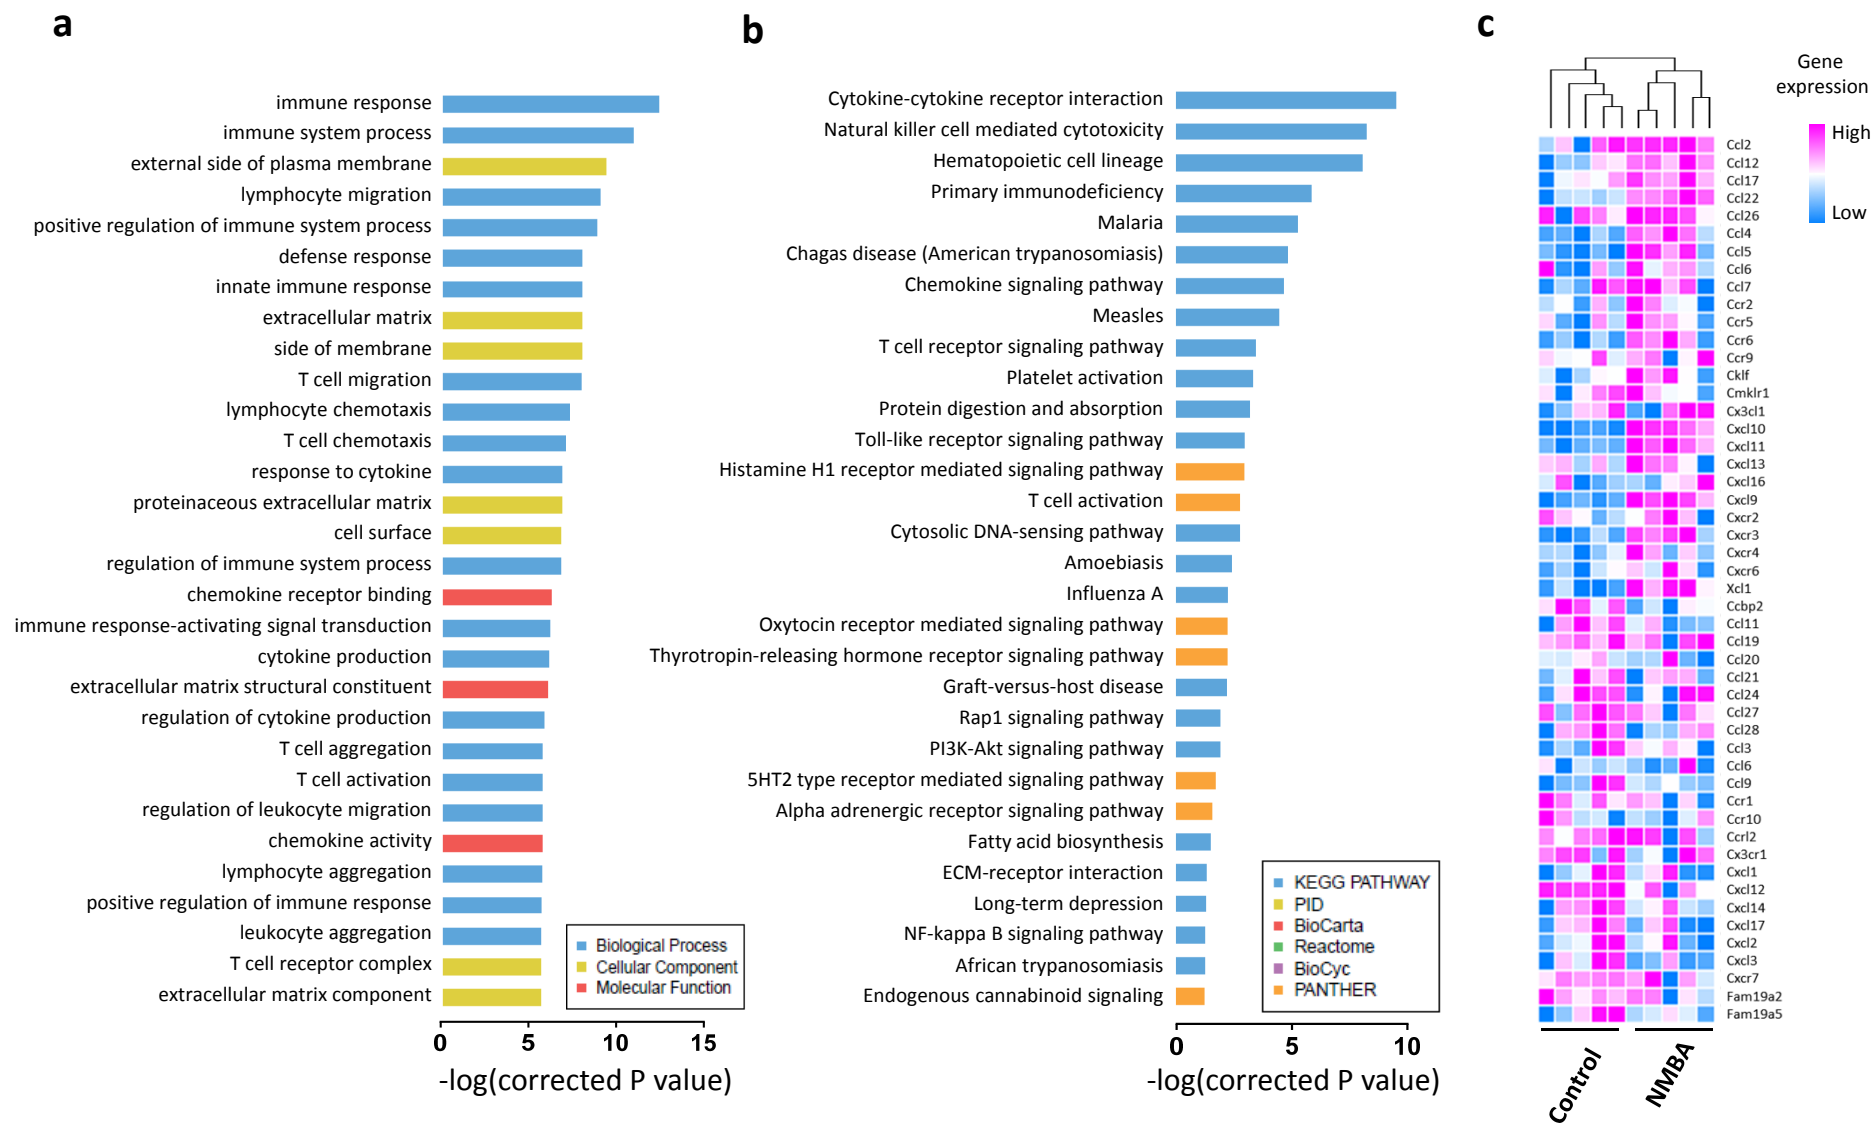 a
immune response
immune system process
external side of plasma membrane
lymphocyte migration
positive regulation of immune system process
defense response
innate immune response
extracellular matrix
side of membrane
T cell migration
lymphocyte chemotaxis
T cell chemotaxis
response to cytokine
proteinaceous extracellular matrix
cell surface
regulation of immune system process
chemokine receptor binding
immune response-activating signal transduction
cytokine production
extracellular matrix structural constituent
regulation of cytokine production
T cell aggregation
T cell activation
regulation of leukocyte migration
chemokine activity
lymphocyte aggregation
positive regulation of immune response
leukocyte aggregation
T cell receptor complex
extracellular matrix component
Biological Process
Cellular Component
Molecular Function
0 5 10 15
-log(corrected P value)
b
Cytokine-cytokine receptor interaction
Natural killer cell mediated cytotoxicity
Hematopoietic cell lineage
Primary immunodeficiency
Malaria
Chagas disease (American trypanosomiasis)
Chemokine signaling pathway
Measles
T cell receptor signaling pathway
Platelet activation
Protein digestion and absorption
Toll-like receptor signaling pathway
Histamine H1 receptor mediated signaling pathway
T cell activation
Cytosolic DNA-sensing pathway
Amoebiasis
Influenza A
Oxytocin receptor mediated signaling pathway
Thyrotropin-releasing hormone receptor signaling pathway
Graft-versus-host disease
Rap1 signaling pathway
PI3K-Akt signaling pathway
5HT2 type receptor mediated signaling pathway
Alpha adrenergic receptor signaling pathway
Fatty acid biosynthesis
ECM-receptor interaction
Long-term depression
NF-kappa B signaling pathway
African trypanosomiasis
Endogenous cannabinoid signaling
KEGG PATHWAY
PID
BioCarta
Reactome
BioCyc
PANTHER
0 5 10
-log(corrected P value)
c
Gene
expression
High
Low
Ccl2
Ccl12
Ccl17
Ccl22
Ccl26
Ccl4
Ccl5
Ccl6
Ccl7
Ccr2
Ccr5
Ccr6
Ccr9
Cklf
Cmklr1
Cx3cl1
Cxcl10
Cxcl11
Cxcl13
Cxcl16
Cxcl9
Cxcr2
Cxcr3
Cxcr4
Cxcr6
Xcl1
Ccbp2
Ccl11
Ccl19
Ccl20
Ccl21
Ccl24
Ccl27
Ccl28
Ccl3
Ccl6
Ccl9
Ccr1
Ccr10
Ccrl2
Cx3cr1
Cxcl1
Cxcl12
Cxcl14
Cxcl17
Cxcl2
Cxcl3
Cxcr7
Fam19a2
Fam19a5
Control
NMBA